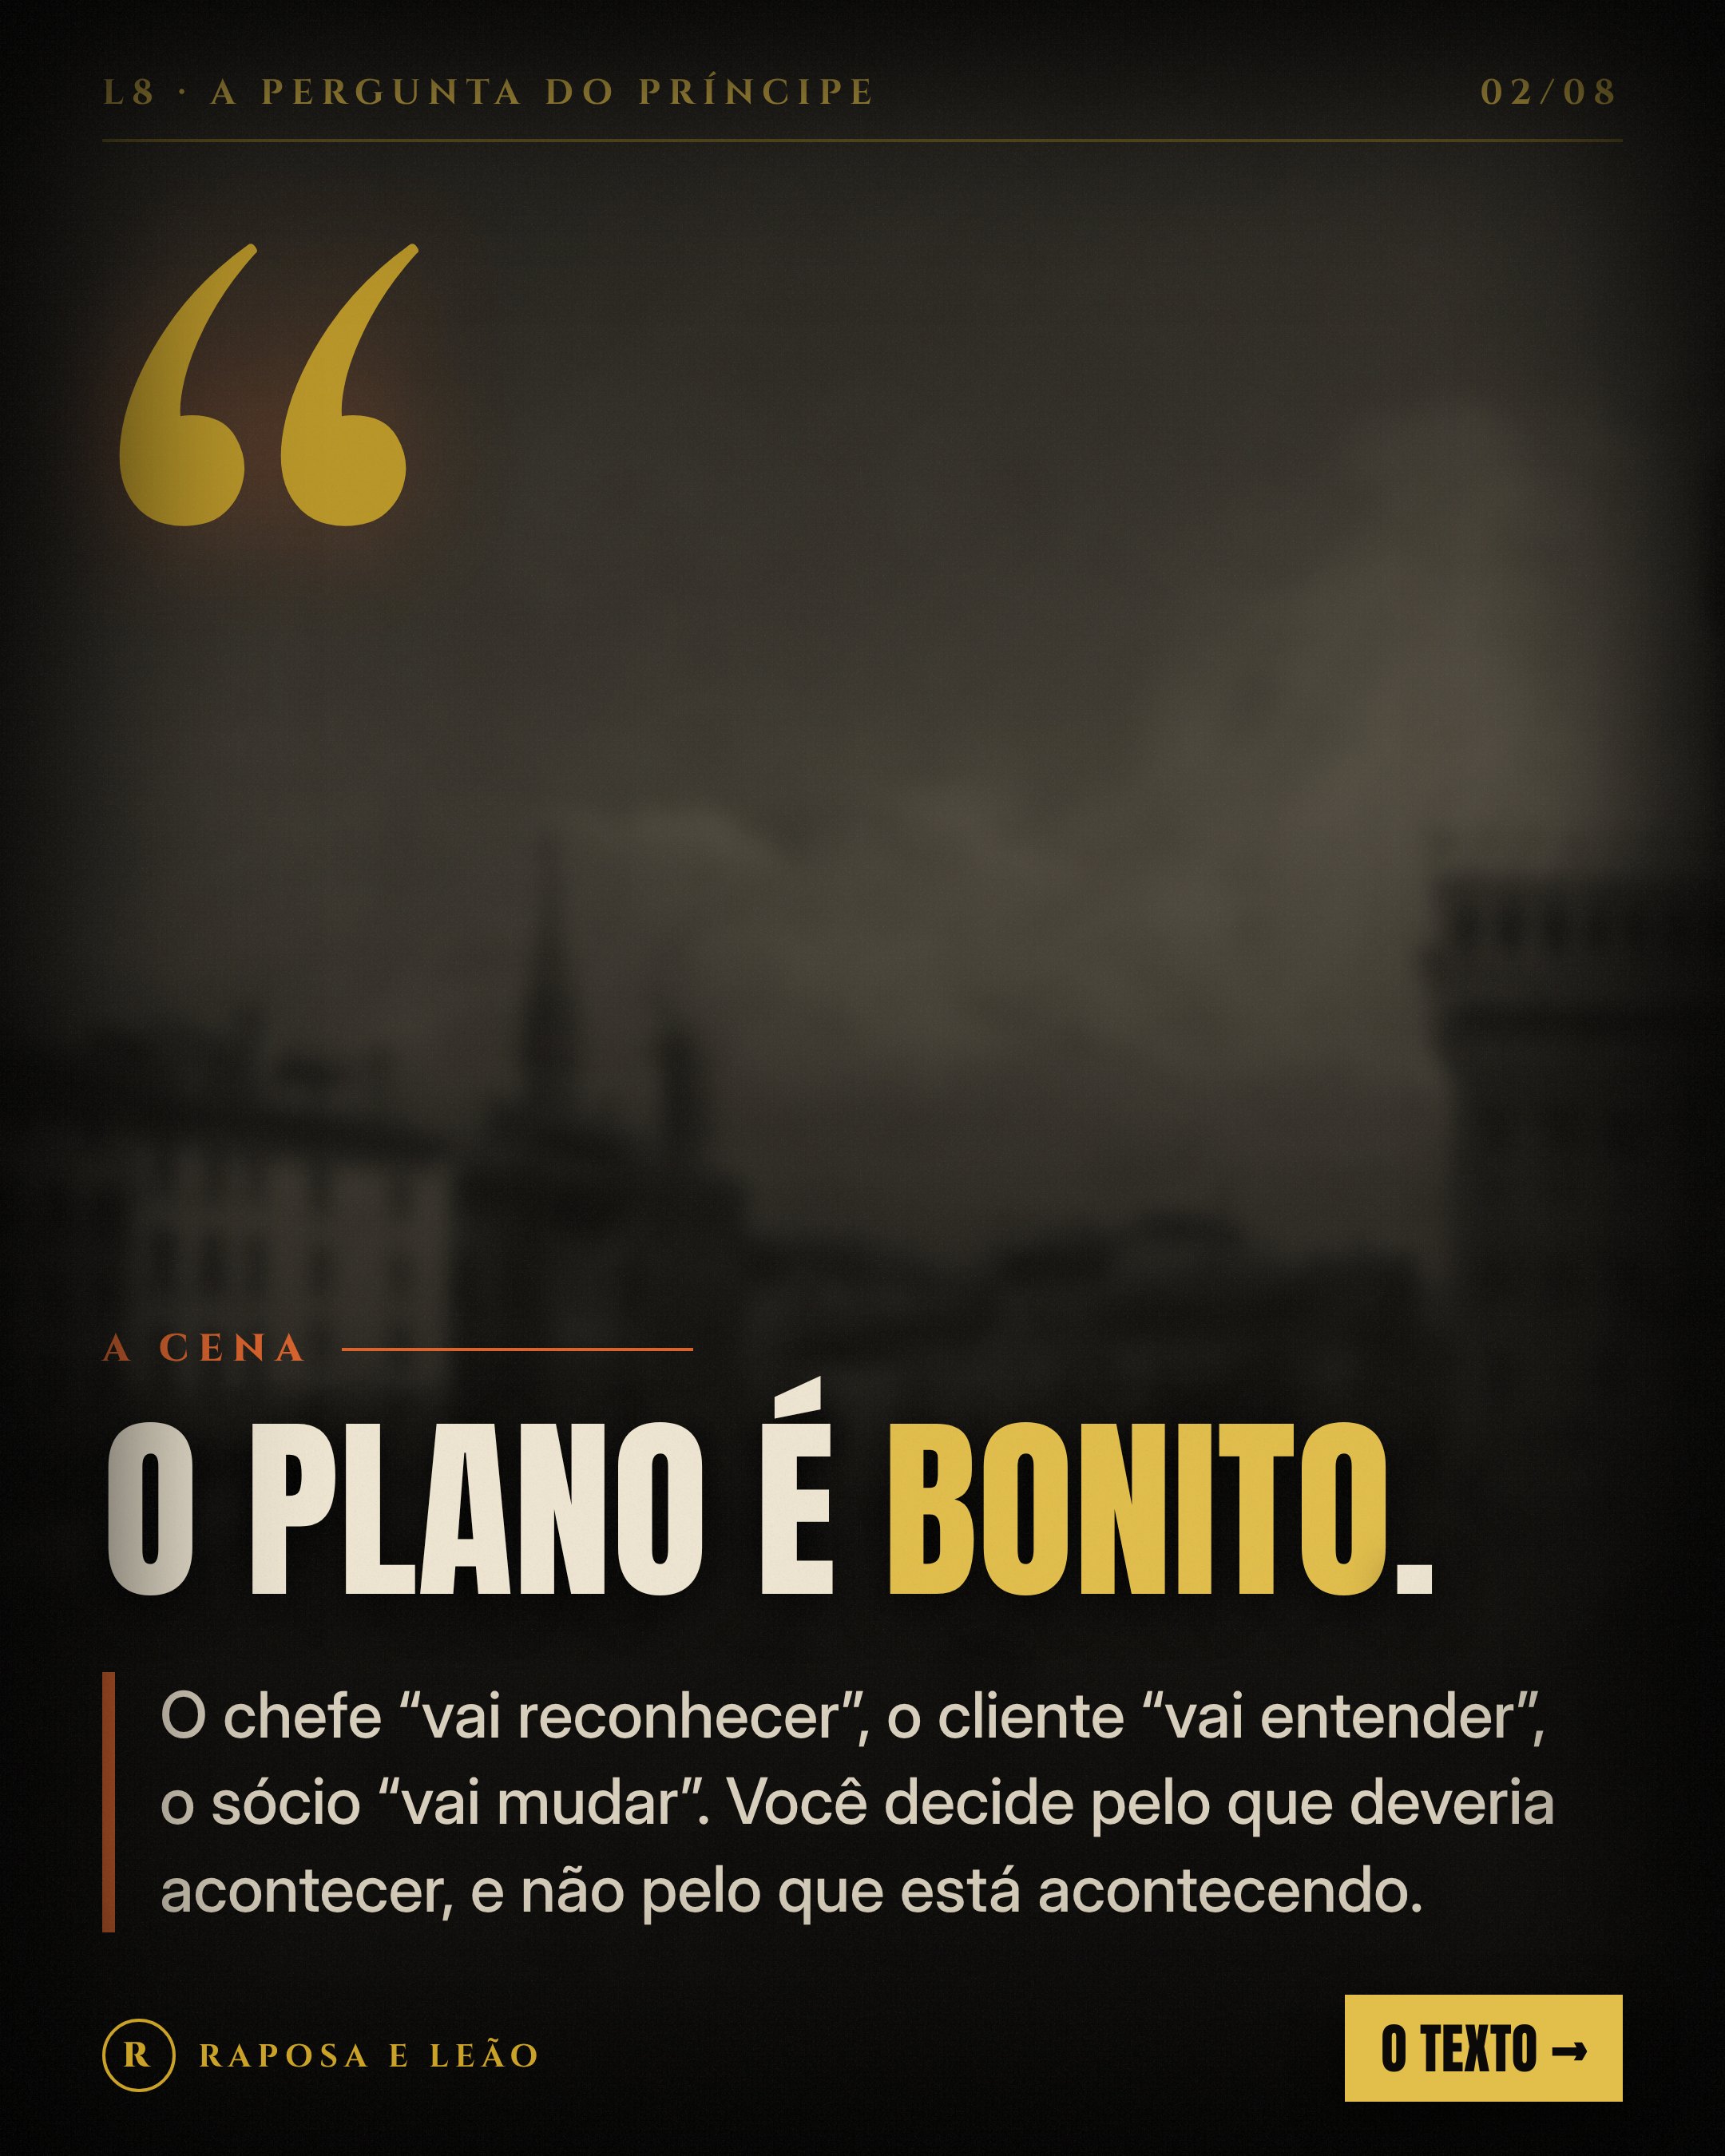 L8 · A PERGUNTA DO PRÍNCIPE
02/08
“
A CENA
O PLANO É BONITO.
O chefe “vai reconhecer”, o cliente “vai entender”,
o sócio “vai mudar”. Você decide pelo que deveria
acontecer, e não pelo que está acontecendo.
R RAPOSA E LEÃO
O TEXTO →